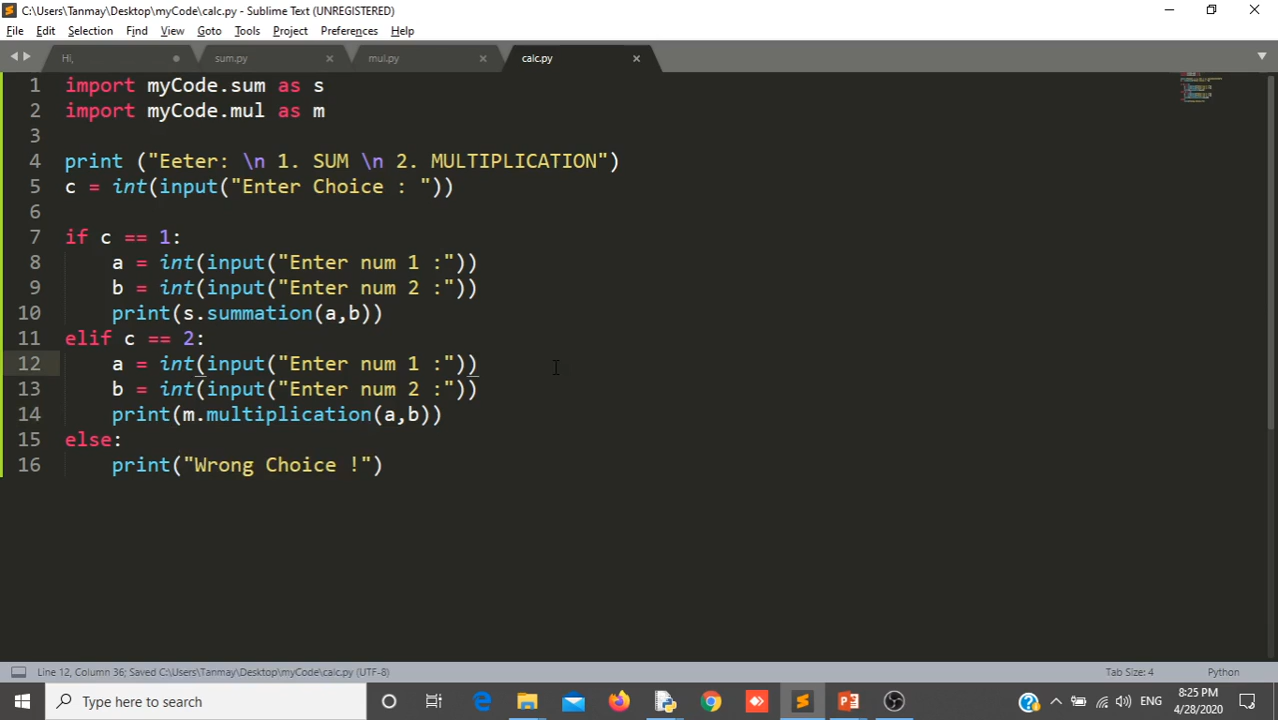 C:\Users\Tanmay\Desktop\myCode\calc.py - Sublime Text (UNREGISTERED)
File Edit Selection Find View Goto Tools Project Preferences Help
Hi, sum.py mul.py calc.py
1 import myCode.sum as s
2 import myCode.mul as m
3
4 print ("Eeter: \n 1. SUM \n 2. MULTIPLICATION")
5 c = int(input("Enter Choice : "))
6
7 if c == 1:
8 a = int(input("Enter num 1 :"))
9 b = int(input("Enter num 2 :"))
10 print(s.summation(a,b))
11 elif c == 2:
12 a = int(input("Enter num 1 :"))
13 b = int(input("Enter num 2 :"))
14 print(m.multiplication(a,b))
15 else:
16 print("Wrong Choice !")
Line 12, Column 36; Saved C:\Users\Tanmay\Desktop\myCode\calc.py (UTF-8) Tab Size: 4 Python
Type here to search ENG 8:25 PM
4/28/2020